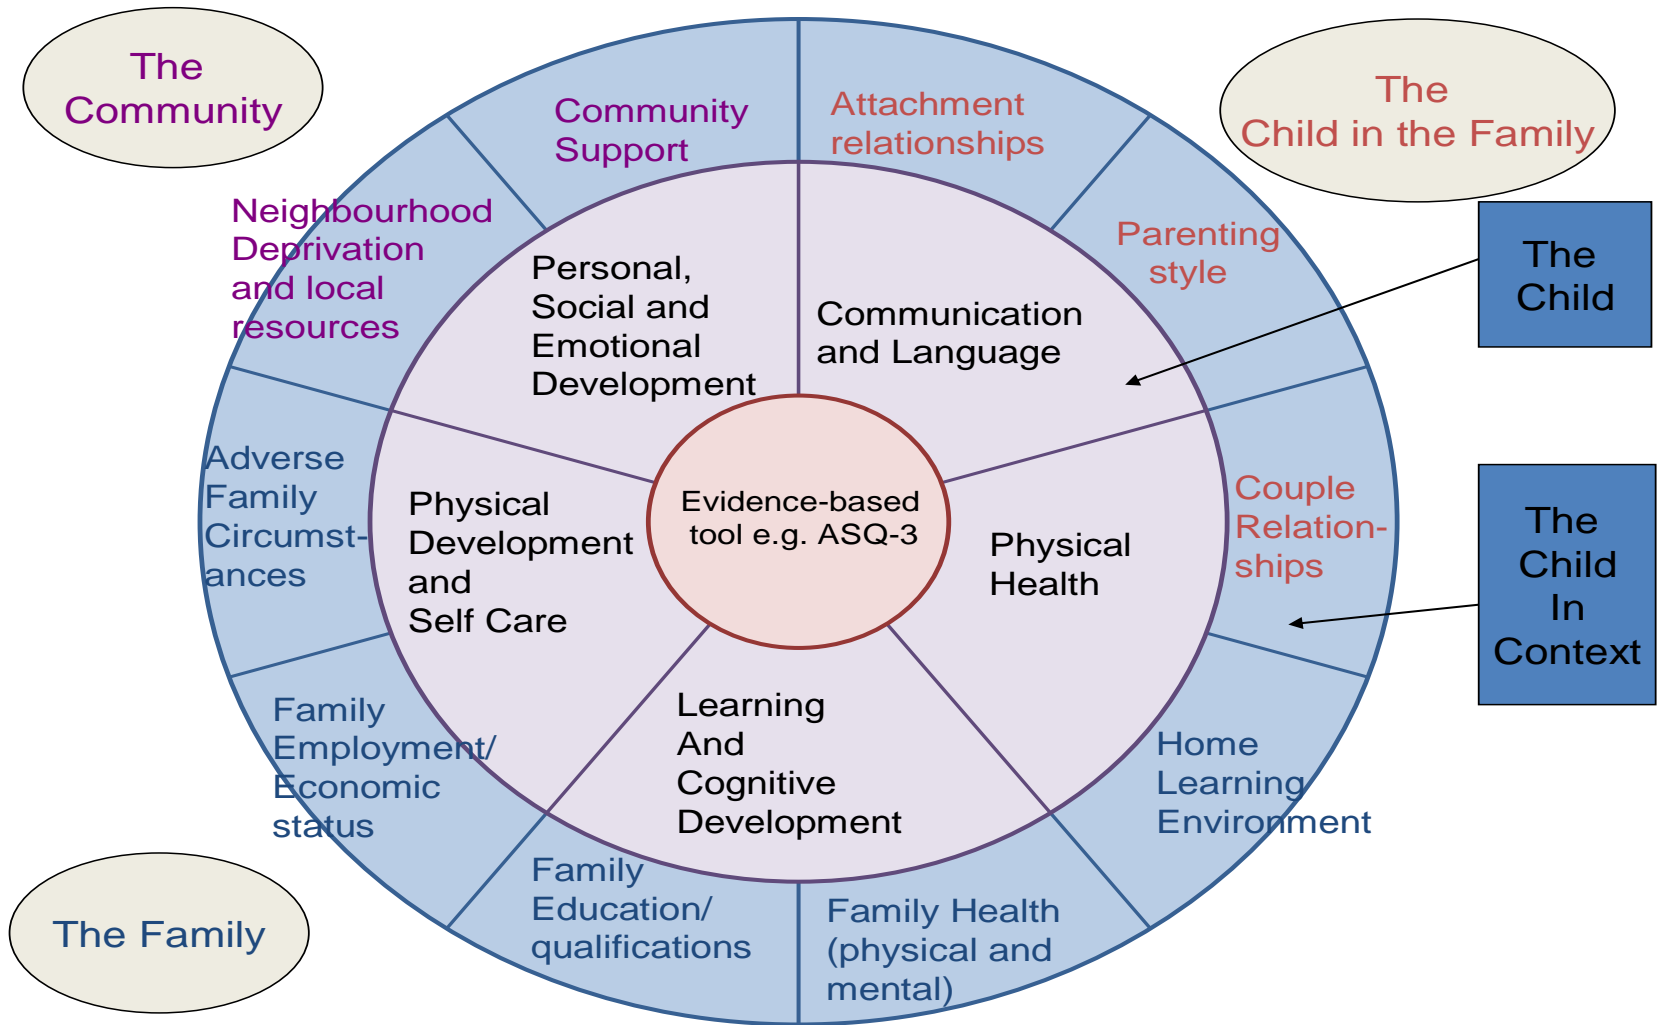 The
Community
Community
Support
Attachment
relationships
The
Child in the Family
Neighbourhood
Deprivation
and local
resources
Personal,
Social and
Emotional
Development
Communication
and Language
Parenting
style
The
Child
Adverse
Family
Circumst-
ances
Physical
Development
and
Self Care
Evidence-based
tool e.g. ASQ-3
Physical
Health
Couple
Relation-
ships
The
Child
In
Context
Family
Employment/
Economic
status
Learning
And
Cognitive
Development
Home
Learning
Environment
The Family
Family
Education/
qualifications
Family Health
(physical and
mental)